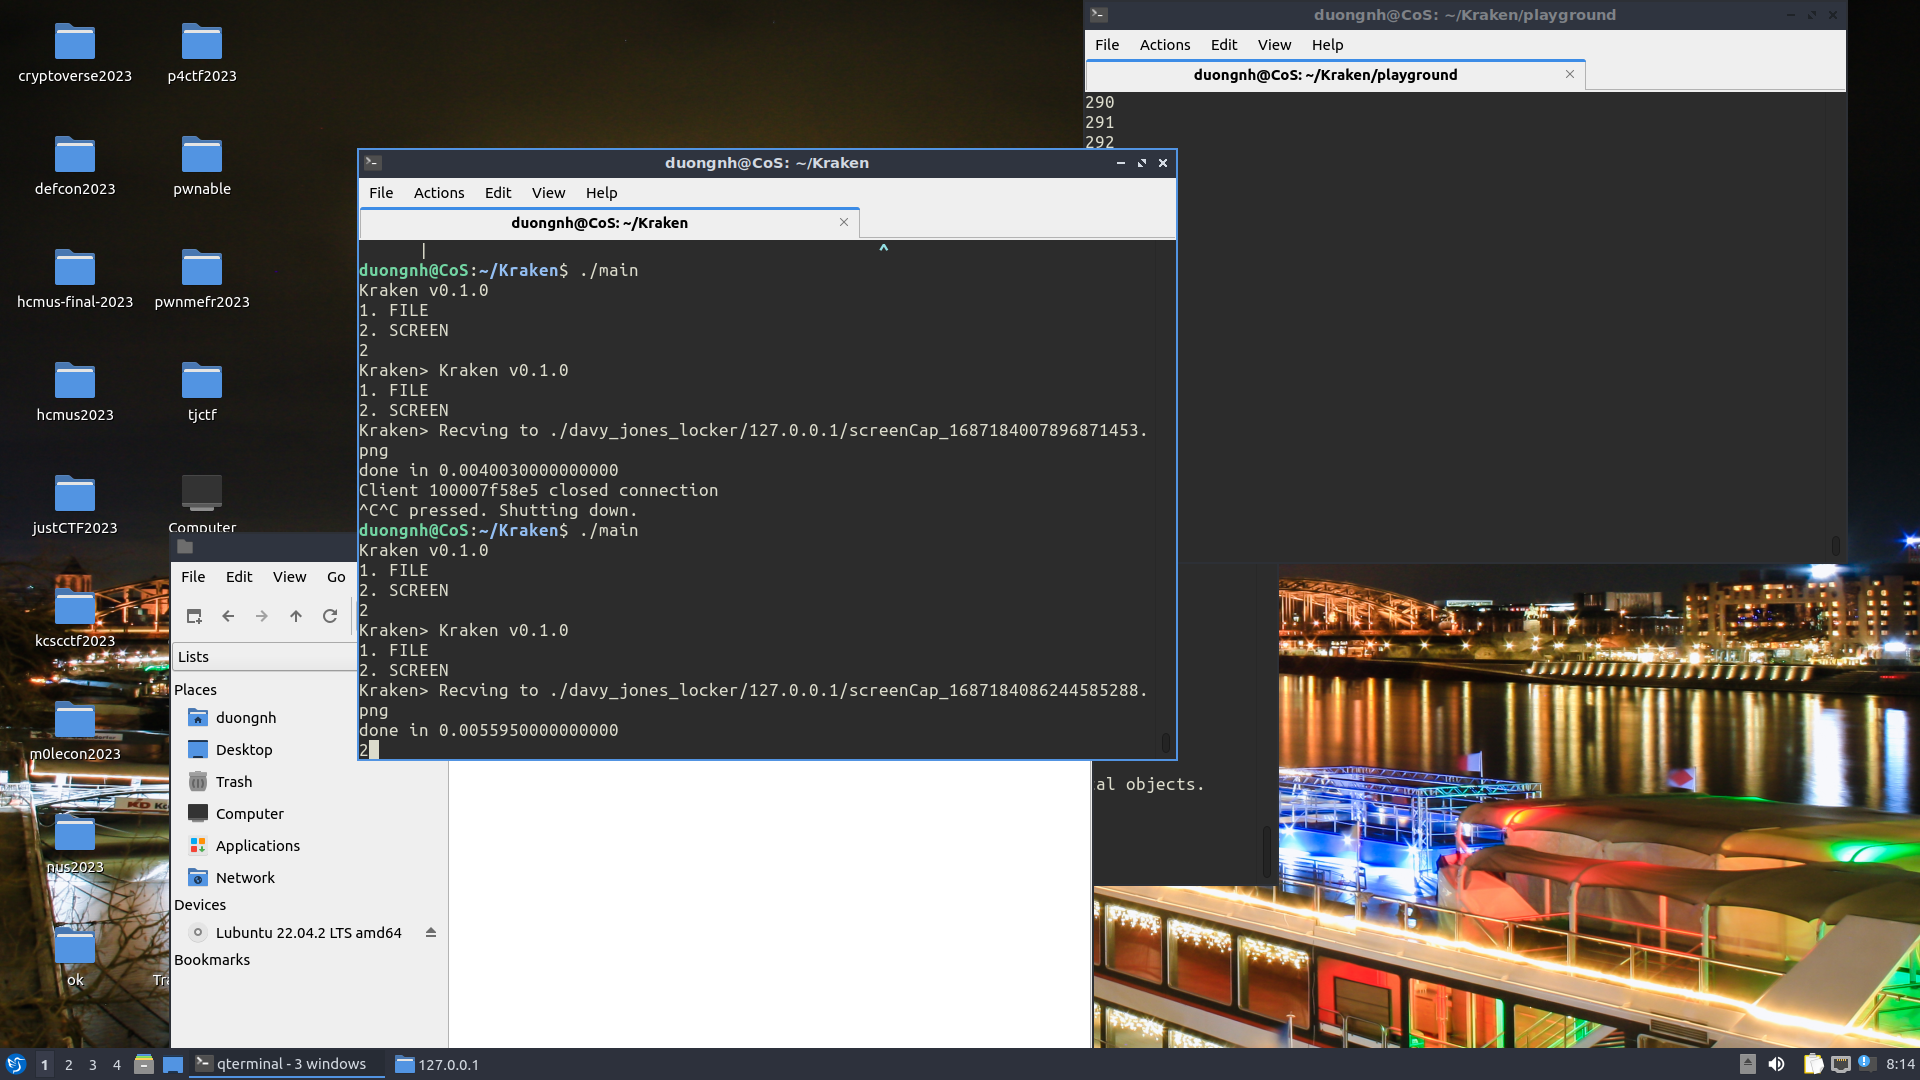 cryptoverse2023
p4ctf2023
defcon2023
pwnable
hcmus-final-2023
pwnmefr2023
hcmus2023
tjctf
justCTF2023
Computer
kcscctf2023
m0lecon2023
nus2023
ok
duongnh@CoS: ~/Kraken/playground
File Actions Edit View Help
duongnh@CoS: ~/Kraken/playground
290
291
292
duongnh@CoS: ~/Kraken
File Actions Edit View Help
duongnh@CoS: ~/Kraken
| ^
duongnh@CoS:~/Kraken$ ./main
Kraken v0.1.0
1. FILE
2. SCREEN
2
Kraken> Kraken v0.1.0
1. FILE
2. SCREEN
Kraken> Recving to ./davy_jones_locker/127.0.0.1/screenCap_1687184007896871453.
png
done in 0.0040030000000000
Client 100007f58e5 closed connection
^C^C pressed. Shutting down.
duongnh@CoS:~/Kraken$ ./main
Kraken v0.1.0
1. FILE
2. SCREEN
2
Kraken> Kraken v0.1.0
1. FILE
2. SCREEN
Kraken> Recving to ./davy_jones_locker/127.0.0.1/screenCap_1687184086244585288.
png
done in 0.0055950000000000
2
al objects.
File Edit View Go
Lists
Places
duongnh
Desktop
Trash
Computer
Applications
Network
Devices
Lubuntu 22.04.2 LTS amd64
Bookmarks
1 2 3 4 qterminal - 3 windows 127.0.0.1 8:14